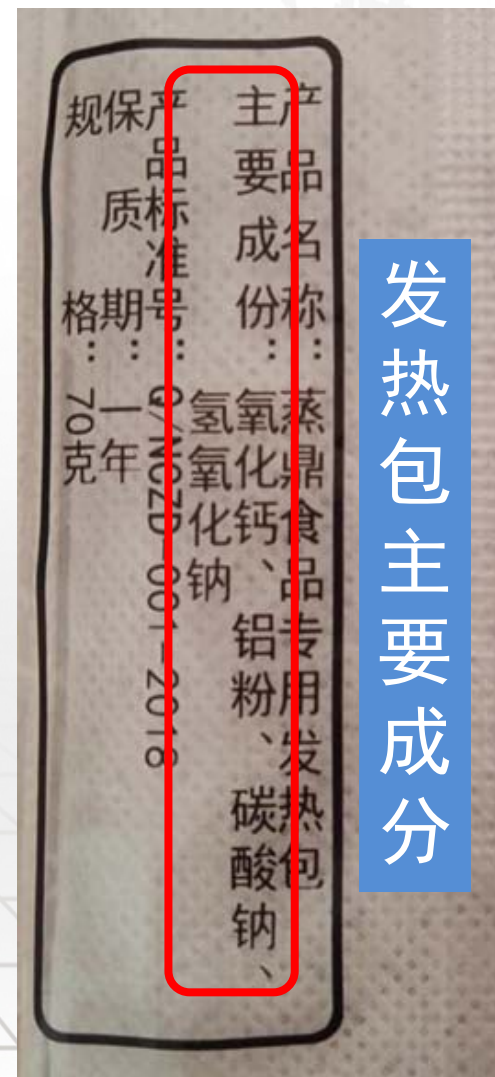 产品名称：蒸鼎食品专用发热包
主要成份：氧化钙、铝粉、碳酸钠、
氢氧化钠
产品标准号：Q/NCZD 001-2018
保质期：一年
规格：70克
发热包主要成分